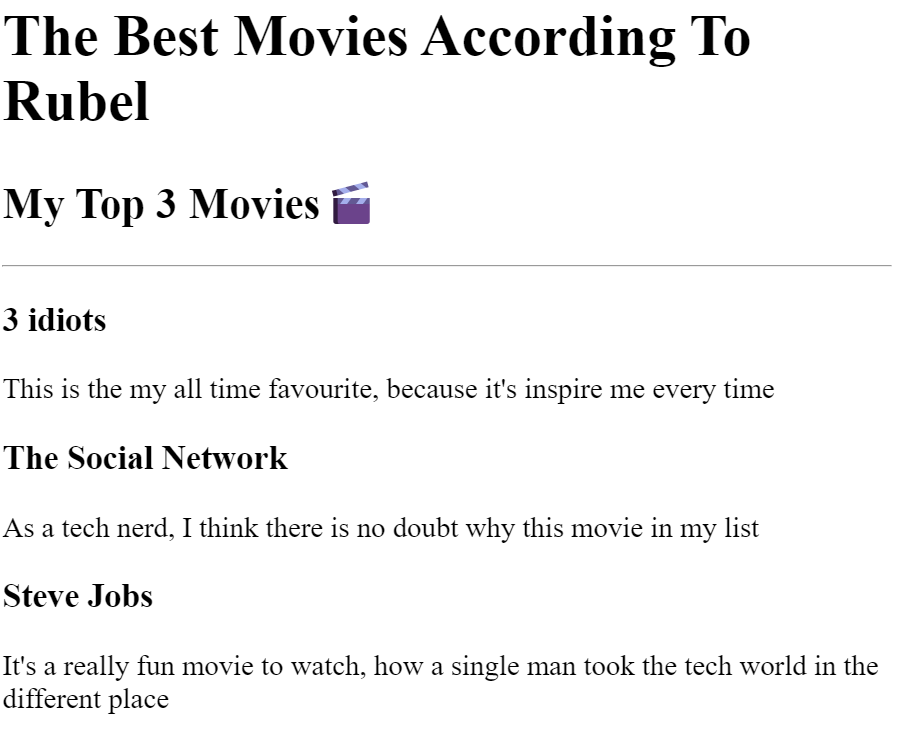 The Best Movies According To
Rubel
My Top 3 Movies 🎬
3 idiots
This is the my all time favourite, because it's inspire me every time
The Social Network
As a tech nerd, I think there is no doubt why this movie in my list
Steve Jobs
It's a really fun movie to watch, how a single man took the tech world in the
different place